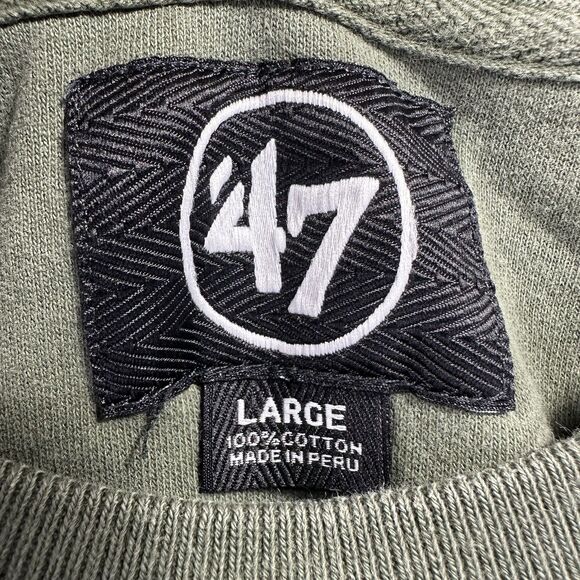 '47
LARGE
100% COTTON
MADE IN PERU